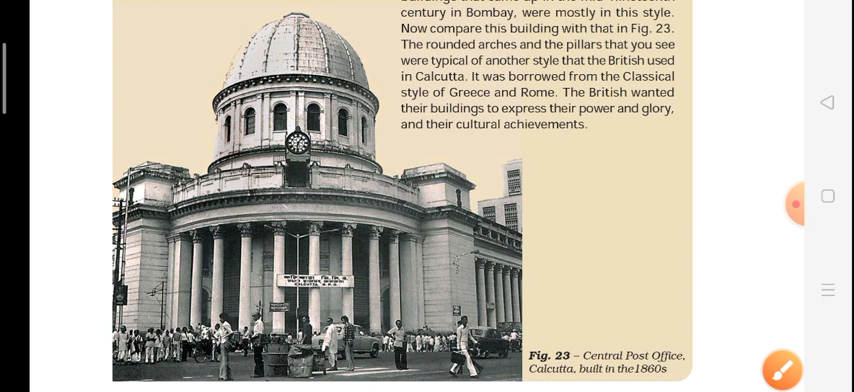 century in Bombay, were mostly in this style.
Now compare this building with that in Fig. 23.
The rounded arches and the pillars that you see
were typical of another style that the British used
in Calcutta. It was borrowed from the Classical
style of Greece and Rome. The British wanted
their buildings to express their power and glory,
and their cultural achievements.
CALCUTTA G.P.O.
Fig. 23 – Central Post Office,
Calcutta, built in the1860s